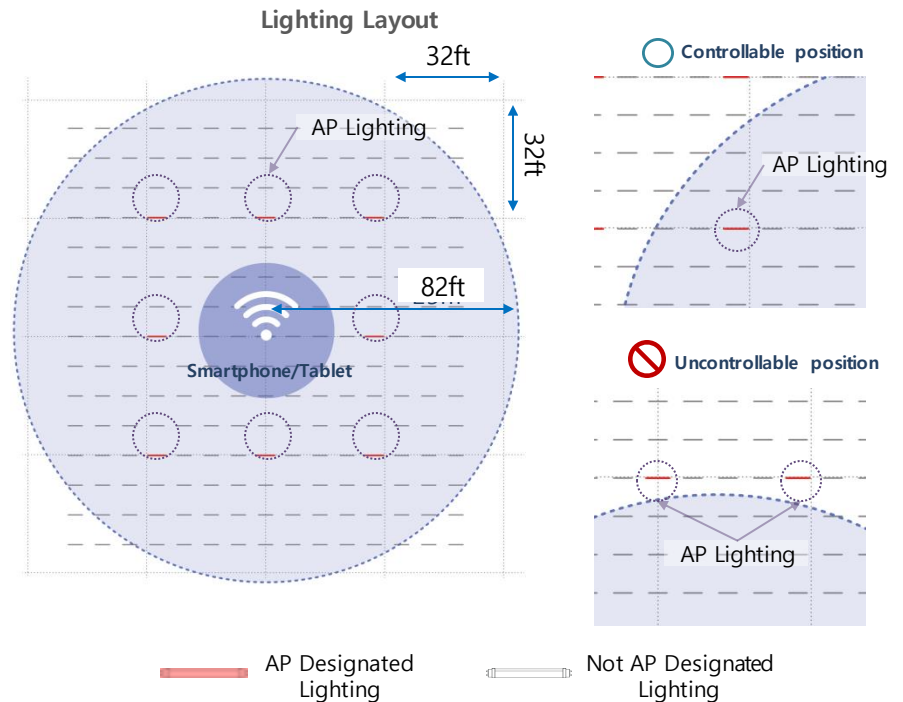 Lighting Layout
32ft
32ft
AP Lighting
82ft
Smartphone/Tablet
Controllable position
AP Lighting
Uncontrollable position
AP Lighting
AP Designated
Lighting
Not AP Designated
Lighting